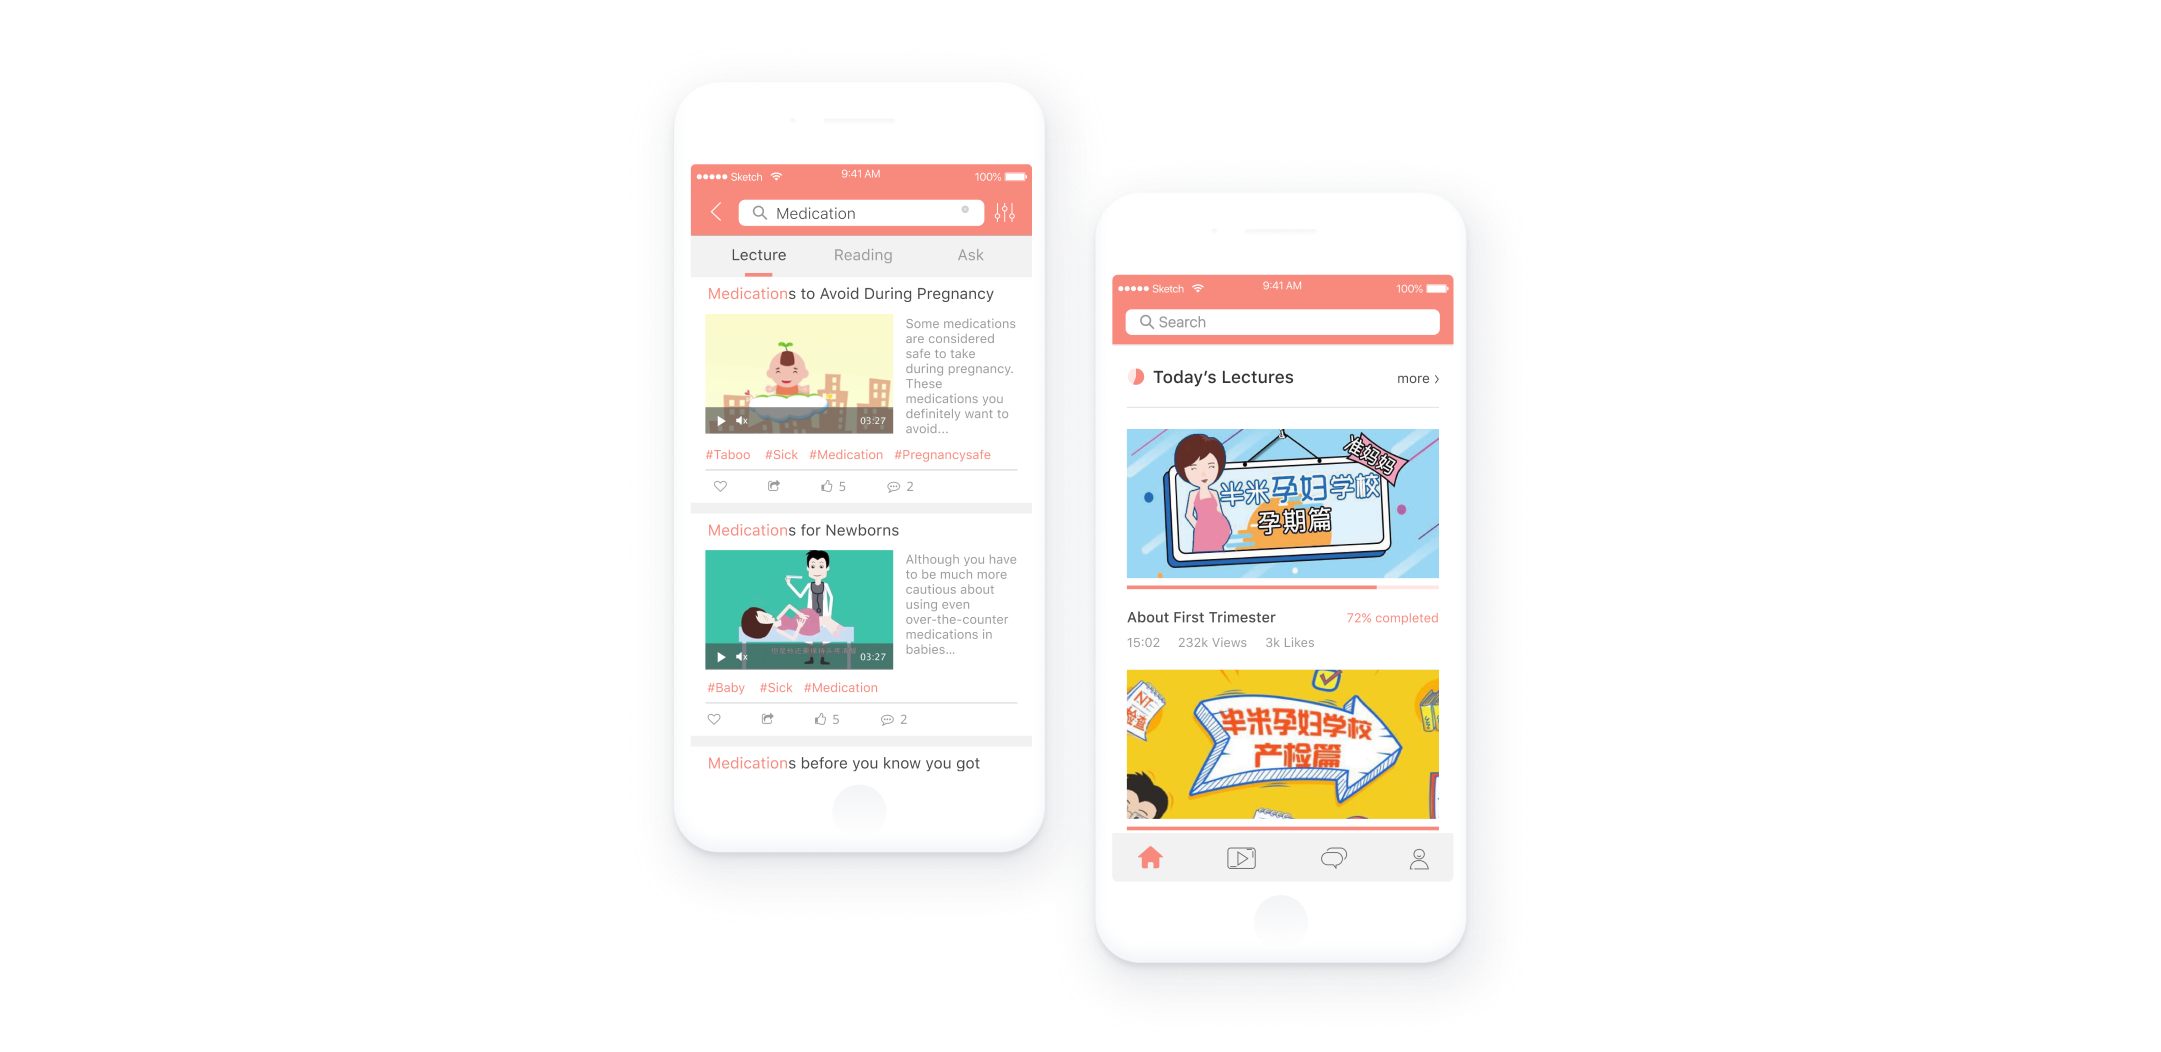 Sketch 9:41 AM 100%
Medication
Lecture Reading Ask
Medications to Avoid During Pregnancy
Some medications
are considered
safe to take
during pregnancy.
These
medications you
definitely want to
avoid...
03:27
#Taboo #Sick #Medication #Pregnancysafe
5 2
Medications for Newborns
Although you have
to be much more
cautious about
using even
over-the-counter
medications in
babies...
03:27
#Baby #Sick #Medication
5 2
Medications before you know you got
Sketch 9:41 AM 100%
Search
Today’s Lectures more ›
准妈妈
半米孕妇学校
孕期篇
About First Trimester 72% completed
15:02 232k Views 3k Likes
NT
检查
半米孕妇学校
产检篇